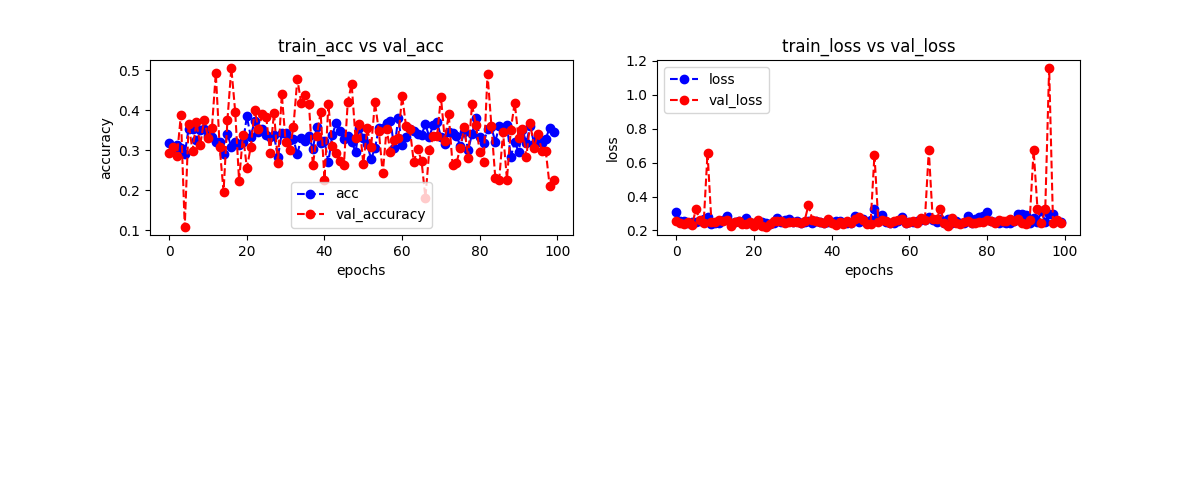 train_acc vs val_acc
accuracy
0.5
0.4
0.3
0.2
0.1
acc
val_accuracy
0
20
40
60
80
100
epochs
train_loss vs val_loss
loss
1.2
1.0
0.8
0.6
0.4
0.2
loss
val_loss
0
20
40
60
80
100
epochs